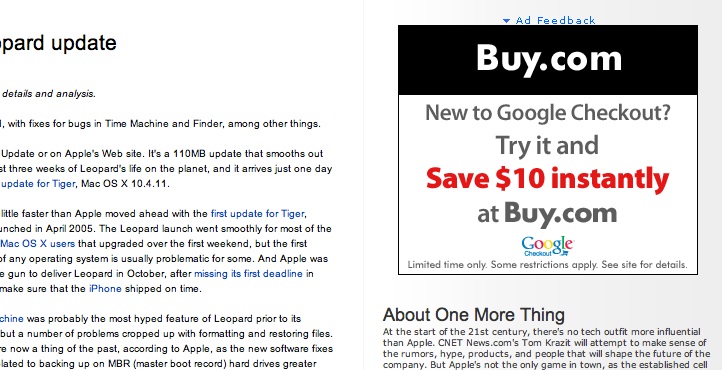 opard update
details and analysis.
, with fixes for bugs in Time Machine and Finder, among other things.
Update or on Apple's Web site. It's a 110MB update that smooths out
st three weeks of Leopard's life on the planet, and it arrives just one day
update for Tiger, Mac OS X 10.4.11.
little faster than Apple moved ahead with the first update for Tiger,
unched in April 2005. The Leopard launch went smoothly for most of the
Mac OS X users that upgraded over the first weekend, but the first
of any operating system is usually problematic for some. And Apple was
e gun to deliver Leopard in October, after missing its first deadline in
make sure that the iPhone shipped on time.
achine was probably the most hyped feature of Leopard prior to its
but a number of problems cropped up with formatting and restoring files.
re now a thing of the past, according to Apple, as the new software fixes
lated to backing up on MBR (master boot record) hard drives greater
Ad Feedback
Buy.com
New to Google Checkout?
Try it and
Save $10 instantly
at Buy.com
Google
Checkout
Limited time only. Some restrictions apply. See site for details.
About One More Thing
At the start of the 21st century, there's no tech outfit more influential
than Apple. CNET News.com's Tom Krazit will attempt to make sense of
the rumors, hype, products, and people that will shape the future of the
company. But Apple's not the only game in town, as the established cell